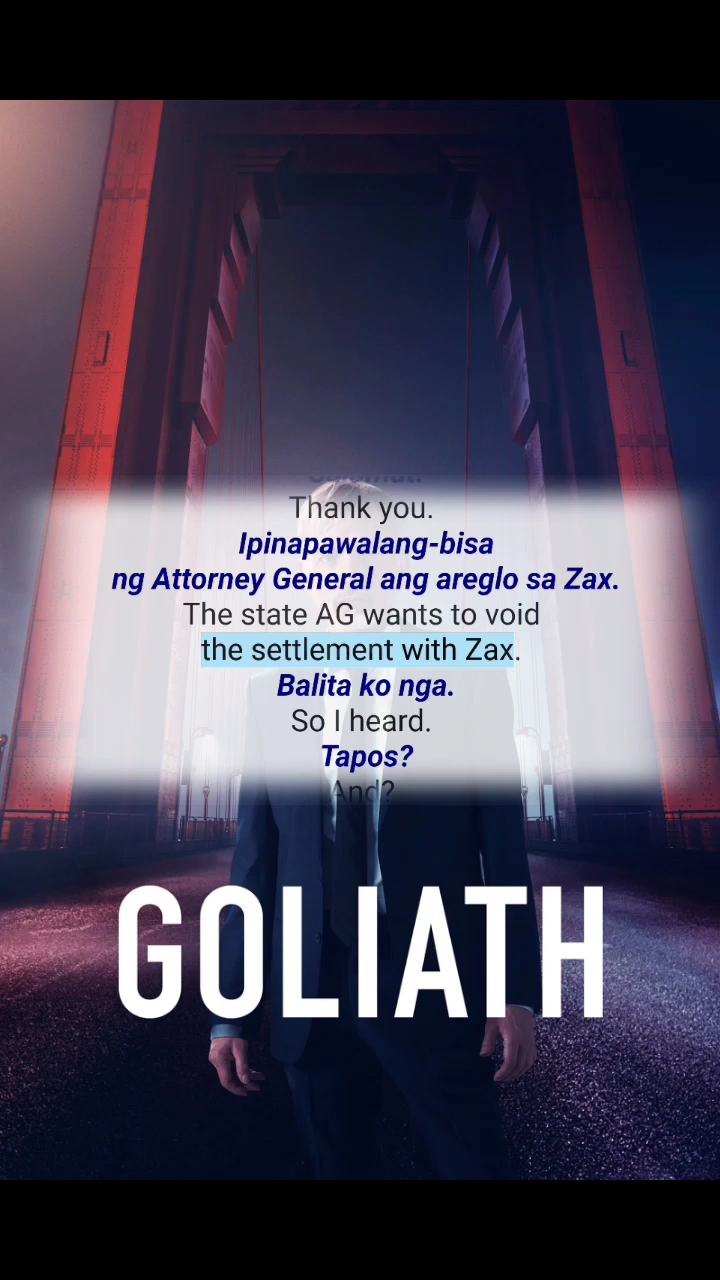 Thank you.
Ipinapawalang-bisa
ng Attorney General ang areglo sa Zax.
The state AG wants to void
the settlement with Zax.
Balita ko nga.
So I heard.
Tapos?
And?
GOLIATH